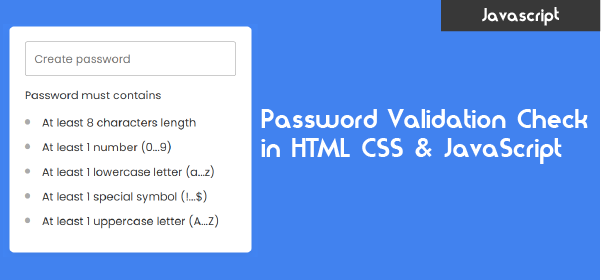 Javascript
Create password
Password must contains
At least 8 characters length
At least 1 number (0...9)
At least 1 lowercase letter (a...z)
At least 1 special symbol (!...$)
At least 1 uppercase letter (A...Z)
Password Validation Check
in HTML CSS & JavaScript